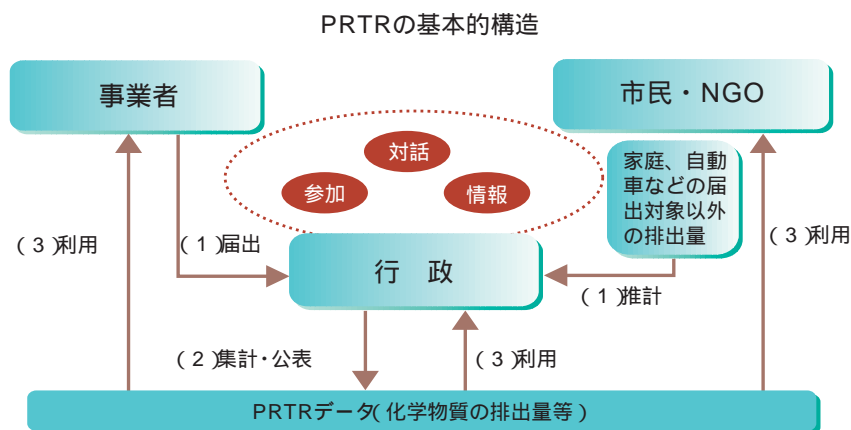 PRTRの基本的構造
事業者
市民・NGO
対話
参加
情報
家庭、自動
車などの届
出対象以外
の排出量
(3)利用
(1)届出
(3)利用
行 政
(1)推計
(2)集計・公表
(3)利用
PRTRデータ(化学物質の排出量等)